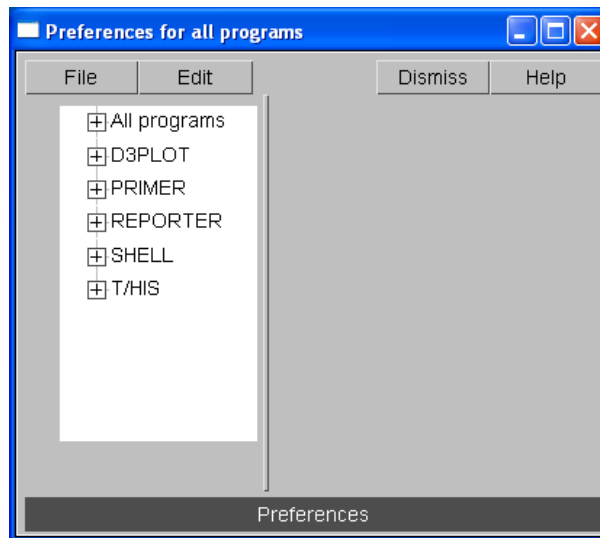 Preferences for all programs
File Edit Dismiss Help
All programs
D3PLOT
PRIMER
REPORTER
SHELL
T/HIS
Preferences